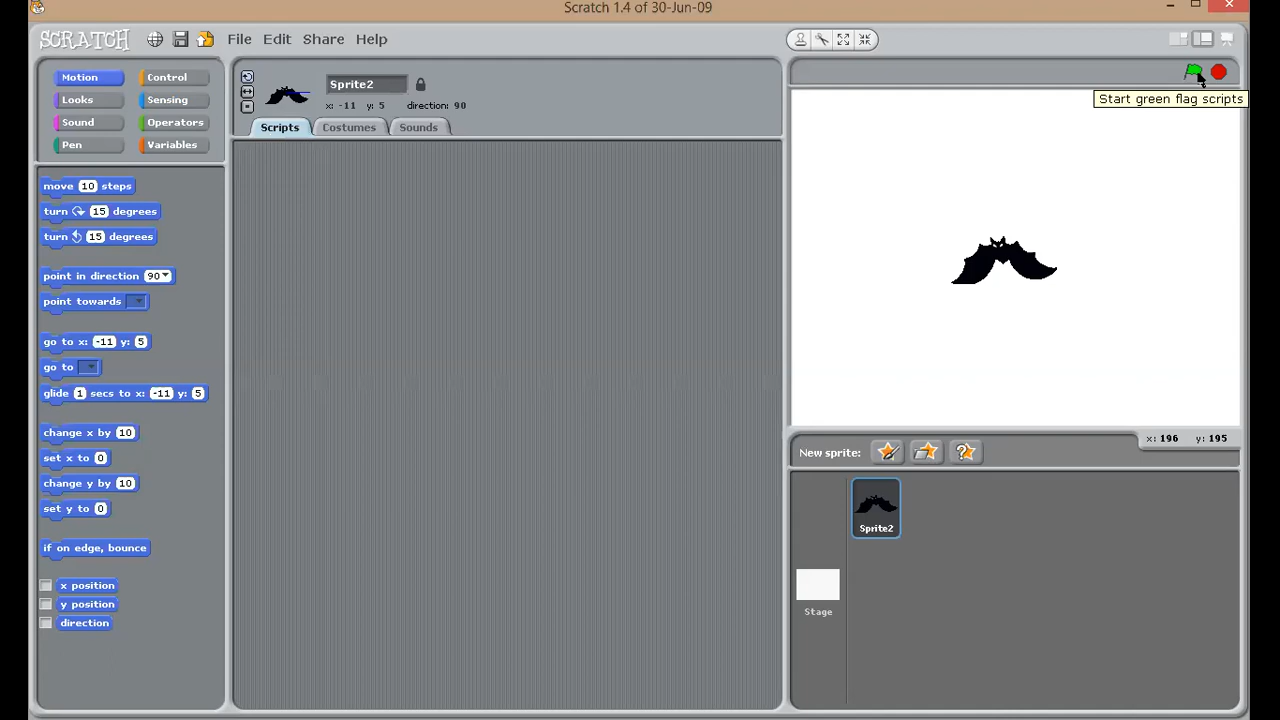 Scratch 1.4 of 30-Jun-09
SCRATCH File Edit Share Help
Motion Control
Looks Sensing
Sound Operators
Pen Variables
Sprite2
x: -11 y: 5 direction: 90
Scripts Costumes Sounds
Start green flag scripts
move 10 steps
turn 15 degrees
turn 15 degrees
point in direction 90
point towards
go to x: -11 y: 5
go to
glide 1 secs to x: -11 y: 5
change x by 10
set x to 0
change y by 10
set y to 0
if on edge, bounce
x position
y position
direction
x: 196 y: 195
New sprite:
Sprite2
Stage